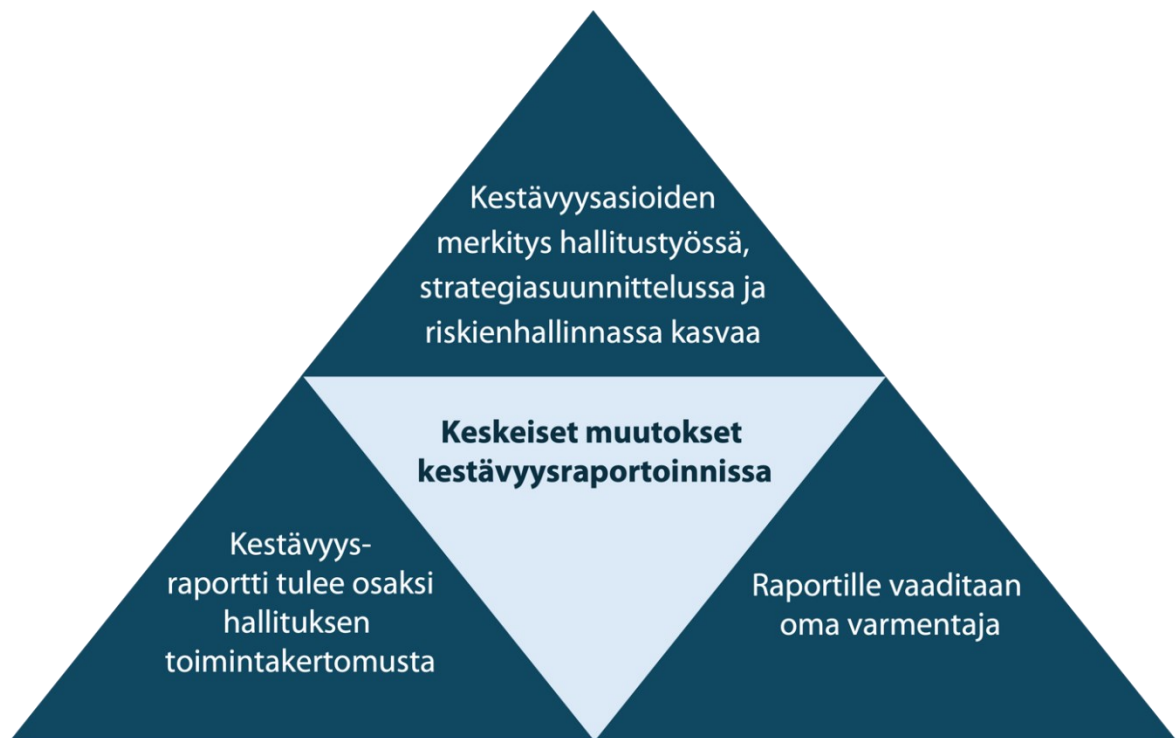 Kestävyysasioiden
merkitys hallitustyössä,
strategiasuunnittelussa ja
riskienhallinnassa kasvaa
Keskeiset muutokset
kestävyysraportoinnissa
Kestävyys-
raportti tulee osaksi
hallituksen
toimintakertomusta
Raportille vaaditaan
oma varmentaja